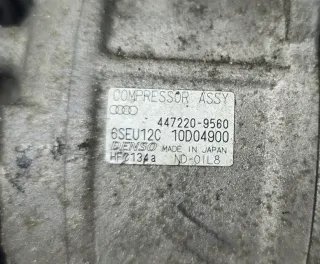 COMPRESSOR ASSY
447220-9560
6SEU12C 10D04900
DENSO MADE IN JAPAN
HFC134a ND-OIL8